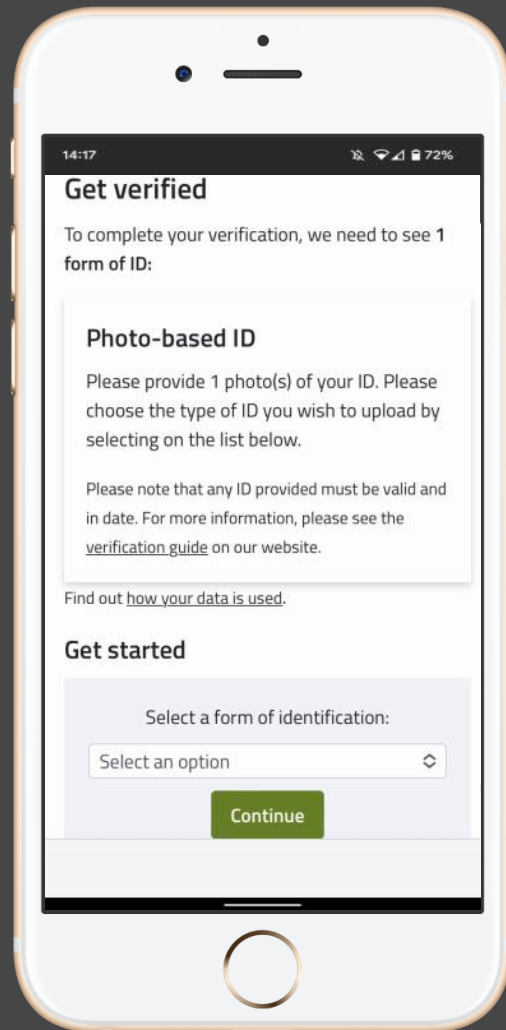 14:17 72%
Get verified
To complete your verification, we need to see 1
form of ID:
Photo-based ID
Please provide 1 photo(s) of your ID. Please
choose the type of ID you wish to upload by
selecting on the list below.
Please note that any ID provided must be valid and
in date. For more information, please see the
verification guide on our website.
Find out how your data is used.
Get started
Select a form of identification:
Select an option
Continue